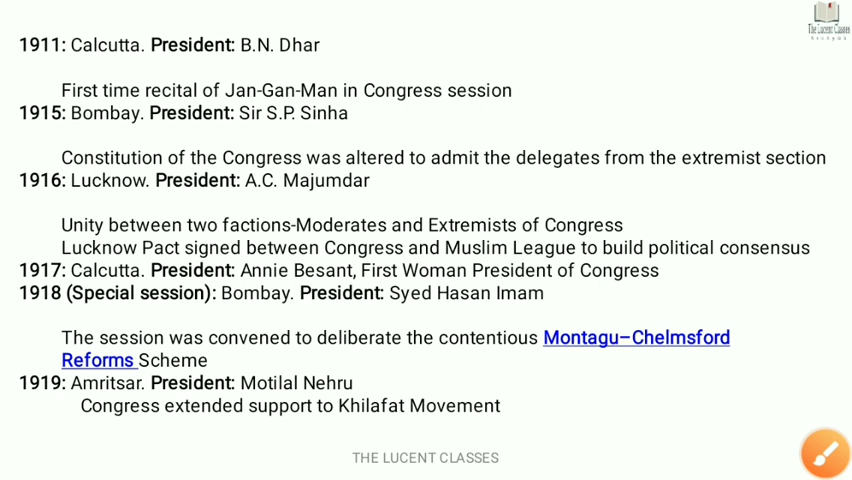 The Lucent Classes
1911: Calcutta. President: B.N. Dhar
First time recital of Jan-Gan-Man in Congress session
1915: Bombay. President: Sir S.P. Sinha
Constitution of the Congress was altered to admit the delegates from the extremist section
1916: Lucknow. President: A.C. Majumdar
Unity between two factions-Moderates and Extremists of Congress
Lucknow Pact signed between Congress and Muslim League to build political consensus
1917: Calcutta. President: Annie Besant, First Woman President of Congress
1918 (Special session): Bombay. President: Syed Hasan Imam
The session was convened to deliberate the contentious Montagu–Chelmsford
Reforms Scheme
1919: Amritsar. President: Motilal Nehru
Congress extended support to Khilafat Movement
THE LUCENT CLASSES